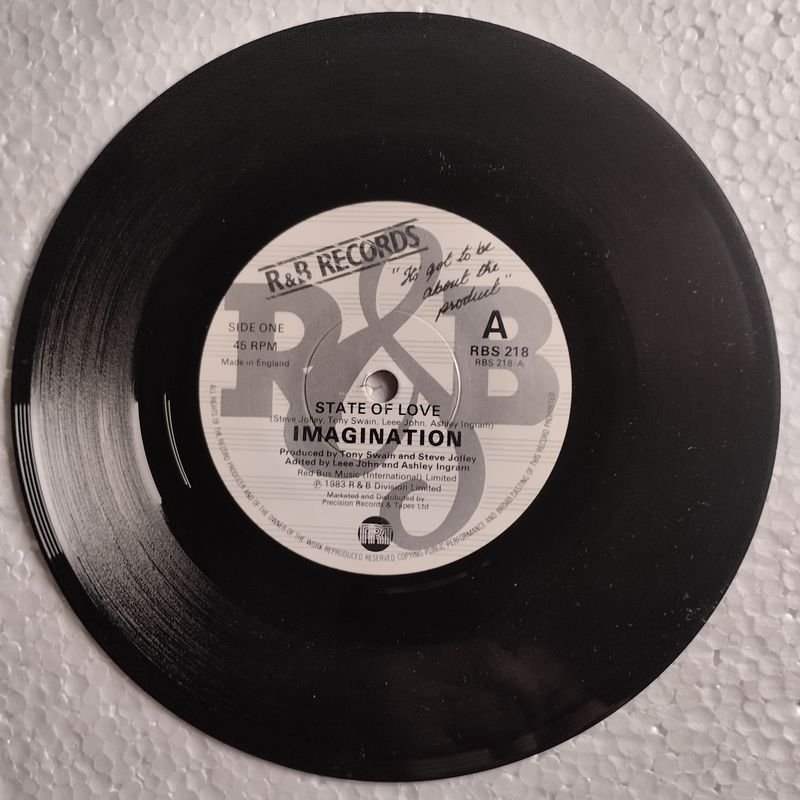 R&B RECORDS
"It's got to be
about the
product"
R&B
SIDE ONE
45 RPM
Made in England
A
RBS 218
RBS 218-A
STATE OF LOVE
(Steve Jolley, Tony Swain, Leee John, Ashley Ingram)
IMAGINATION
Produced by Tony Swain and Steve Jolley
Adited by Leee John and Ashley Ingram
Red Bus Music (International) Limited
℗ 1983 R & B Division Limited
Marketed and Distributed by
Precision Records & Tapes Ltd
PRT
ALL RIGHTS OF THE RECORD PRODUCER AND OF THE OWNER OF THE WORK REPRODUCED RESERVED COPYING, PUBLIC PERFORMANCE AND BROADCASTING OF THIS RECORD PROHIBITED